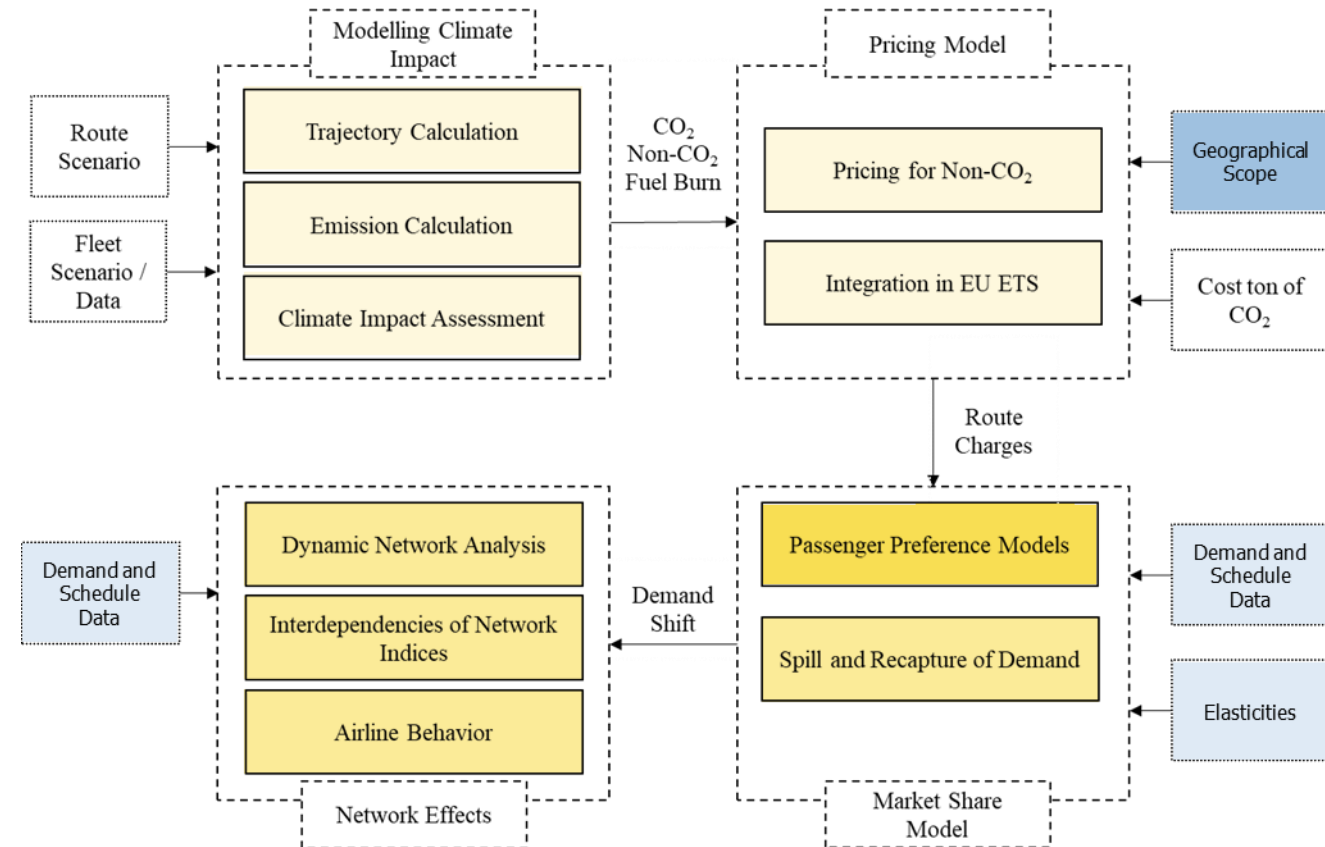 Modelling Climate
Impact
Pricing Model
Route
Scenario
Trajectory Calculation
CO₂
Non-CO₂
Fuel Burn
Pricing for Non-CO₂
Geographical
Scope
Fleet
Scenario /
Data
Emission Calculation
Climate Impact Assessment
Integration in EU ETS
Cost ton of
CO₂
Route
Charges
Demand and
Schedule
Data
Dynamic Network Analysis
Interdependencies of Network
Indices
Airline Behavior
Demand
Shift
Passenger Preference Models
Spill and Recapture of Demand
Demand and
Schedule
Data
Elasticities
Network Effects
Market Share
Model